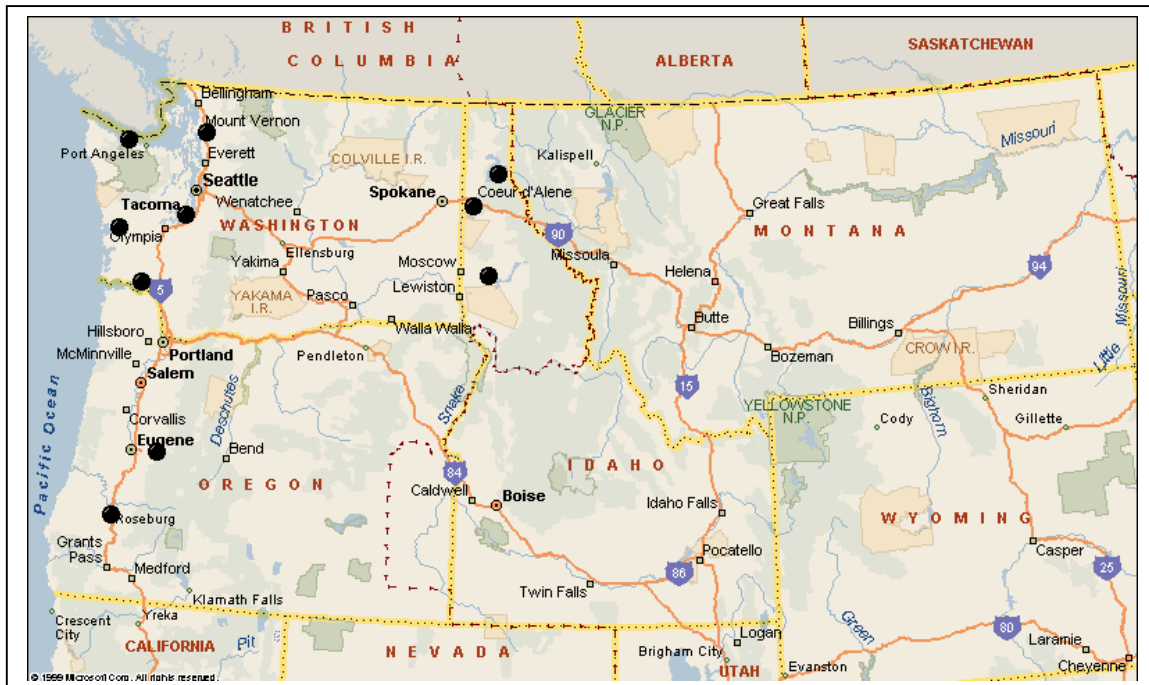 BRITISH
COLUMBIA
ALBERTA
SASKATCHEWAN
Bellingham
Mount Vernon
Port Angeles
Everett
Seattle
Tacoma
Olympia
Wenatchee
WASHINGTON
COLVILLE I.R.
Spokane
Coeur d'Alene
GLACIER
N.P.
Kalispell
Missouri
Great Falls
MONTANA
90
Missoula
Helena
94
Missouri
Ellensburg
Yakima
YAKAMA
I.R.
Pasco
Moscow
Lewiston
Walla Walla
5
Butte
Billings
Bozeman
CROW I.R.
Little
Hillsboro
McMinnville
Portland
Salem
Pendleton
Deschutes
Snake
15
YELLOWSTONE
N.P.
Cody
Bighorn
Sheridan
Gillette
Pacific Ocean
Corvallis
Eugene
Bend
OREGON
84
IDAHO
Caldwell
Boise
Idaho Falls
WYOMING
Roseburg
Grants
Pass
Medford
Klamath Falls
Pocatello
86
Twin Falls
Casper
25
Crescent
City
Yreka
CALIFORNIA
Pit
NEVADA
Logan
Brigham City
UTAH
Green
Evanston
80
Laramie
Cheyenne
© 1999 Microsoft Corp. All rights reserved.